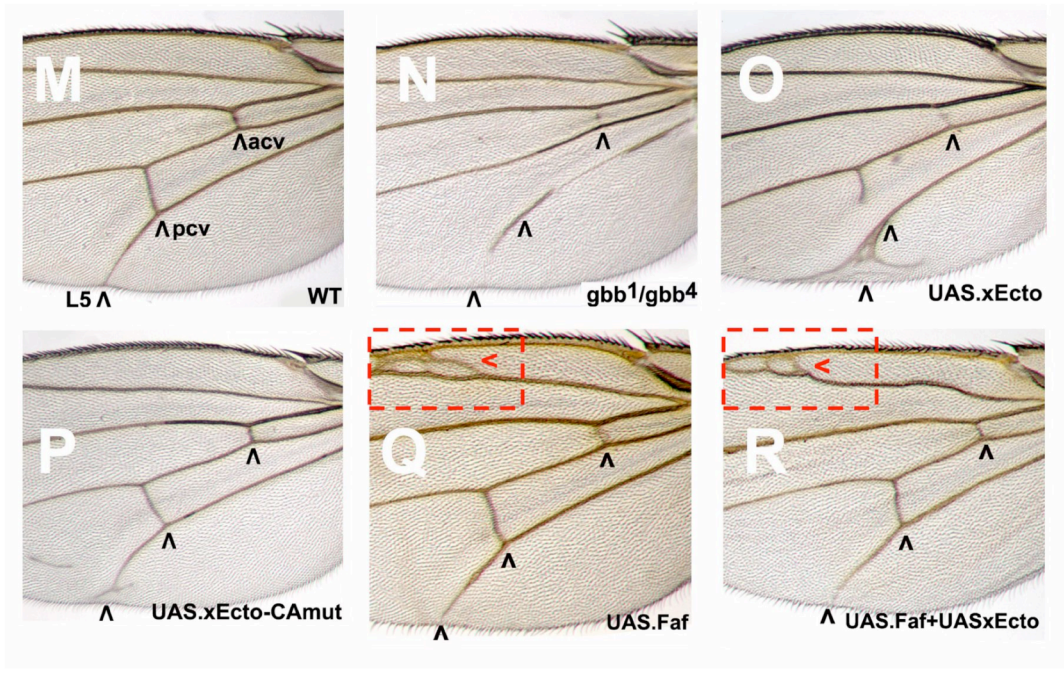 M
Λacv
Λpcv
L5 Λ
WT
N
Λ
Λ
Λ
gbb1/gbb4
O
Λ
Λ
Λ
UAS.xEcto
P
Λ
Λ
Λ
UAS.xEcto-CAmut
<
Q
Λ
Λ
Λ
UAS.Faf
<
R
Λ
Λ
Λ
UAS.Faf+UASxEcto